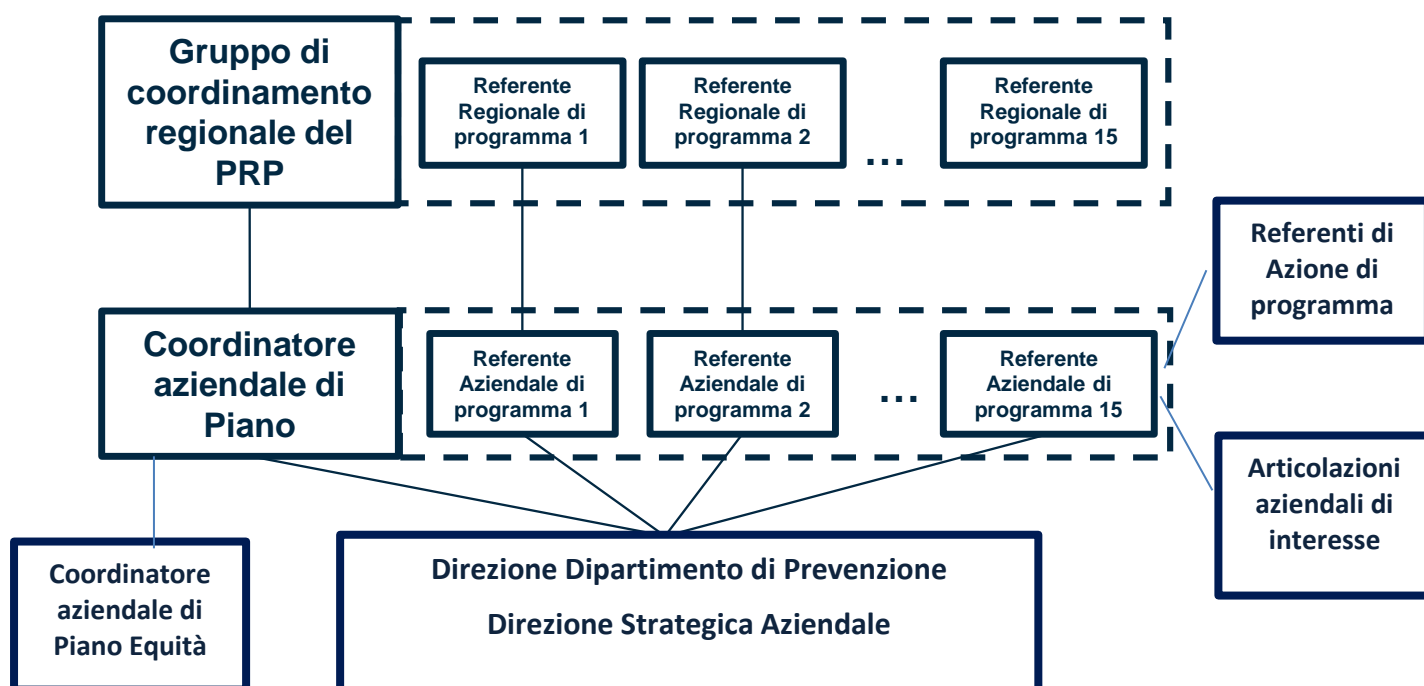 Gruppo di
coordinamento
regionale del
PRP
Referente
Regionale di
programma 1
Referente
Regionale di
programma 2
...
Referente
Regionale di
programma 15
Referenti di
Azione di
programma
Coordinatore
aziendale di
Piano
Referente
Aziendale di
programma 1
Referente
Aziendale di
programma 2
...
Referente
Aziendale di
programma 15
Articolazioni
aziendali di
interesse
Coordinatore
aziendale di
Piano Equità
Direzione Dipartimento di Prevenzione
Direzione Strategica Aziendale